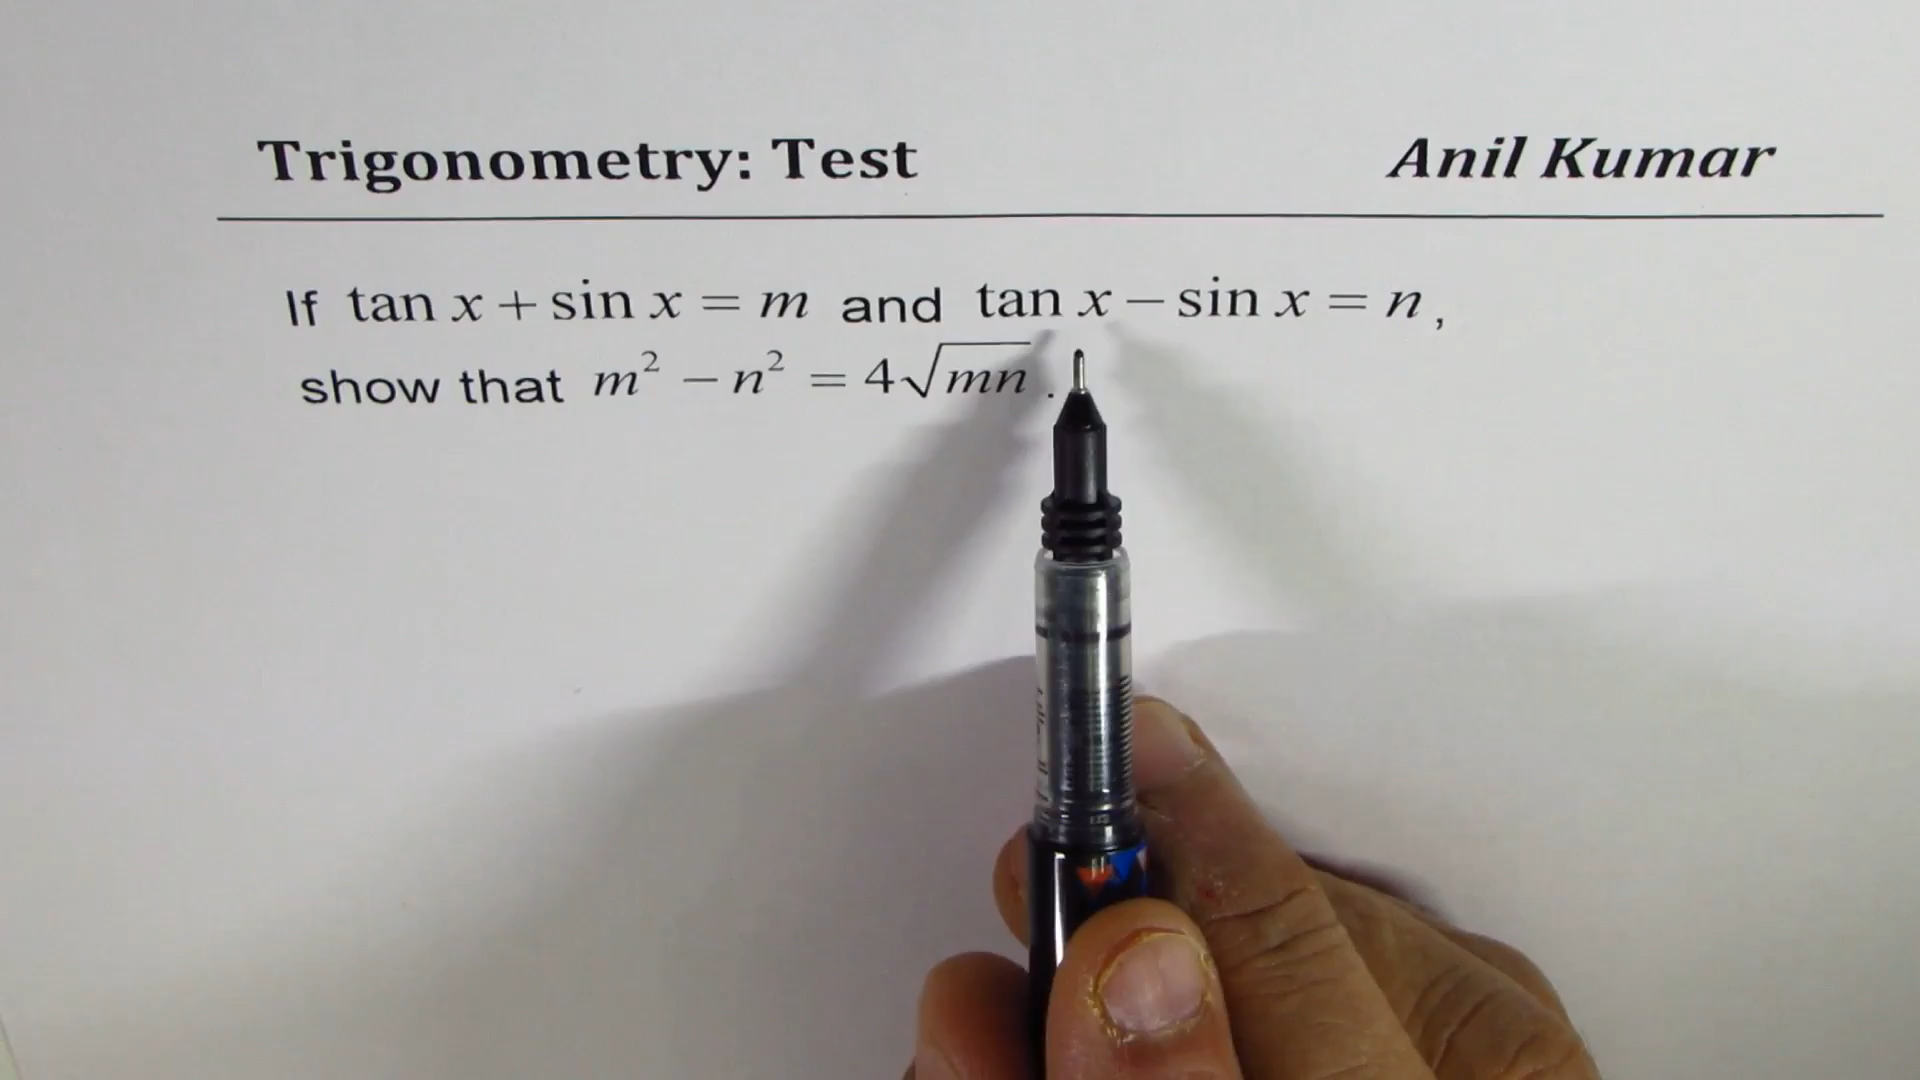 Trigonometry: Test Anil Kumar
If tan x + sin x = m and tan x − sin x = n ,
show that m² − n² = 4√mn .